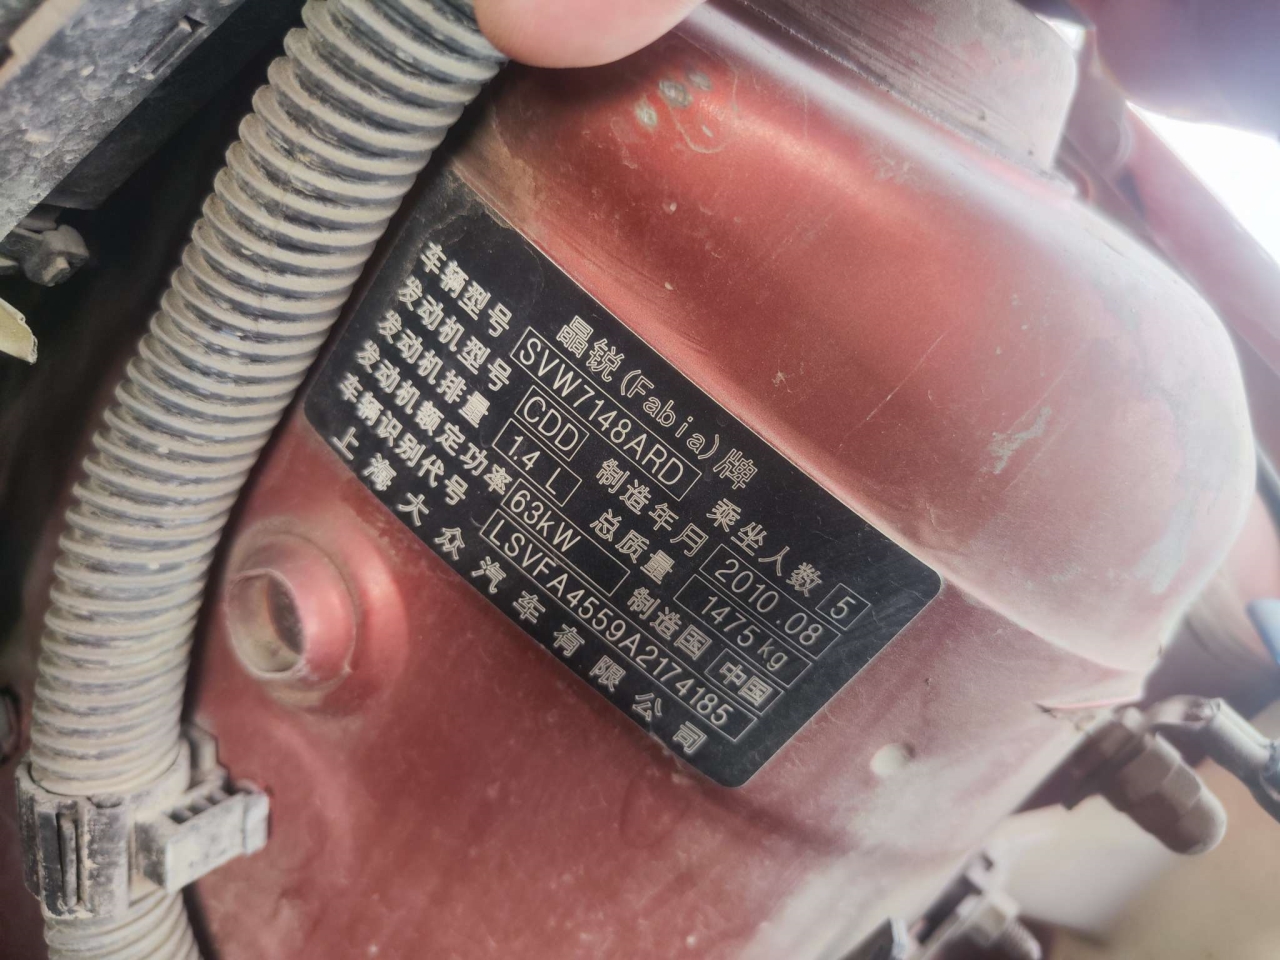 晶锐(Fabia)牌
车辆型号 SVW7148ARD 乘坐人数 5
发动机型号 CDD 制造年月 2010.08
发动机排量 1.4 L 总质量 1475kg
发动机额定功率 63kW 制造国 中国
车辆识别代号 LSVFA4559A2174185
上海大众汽车有限公司